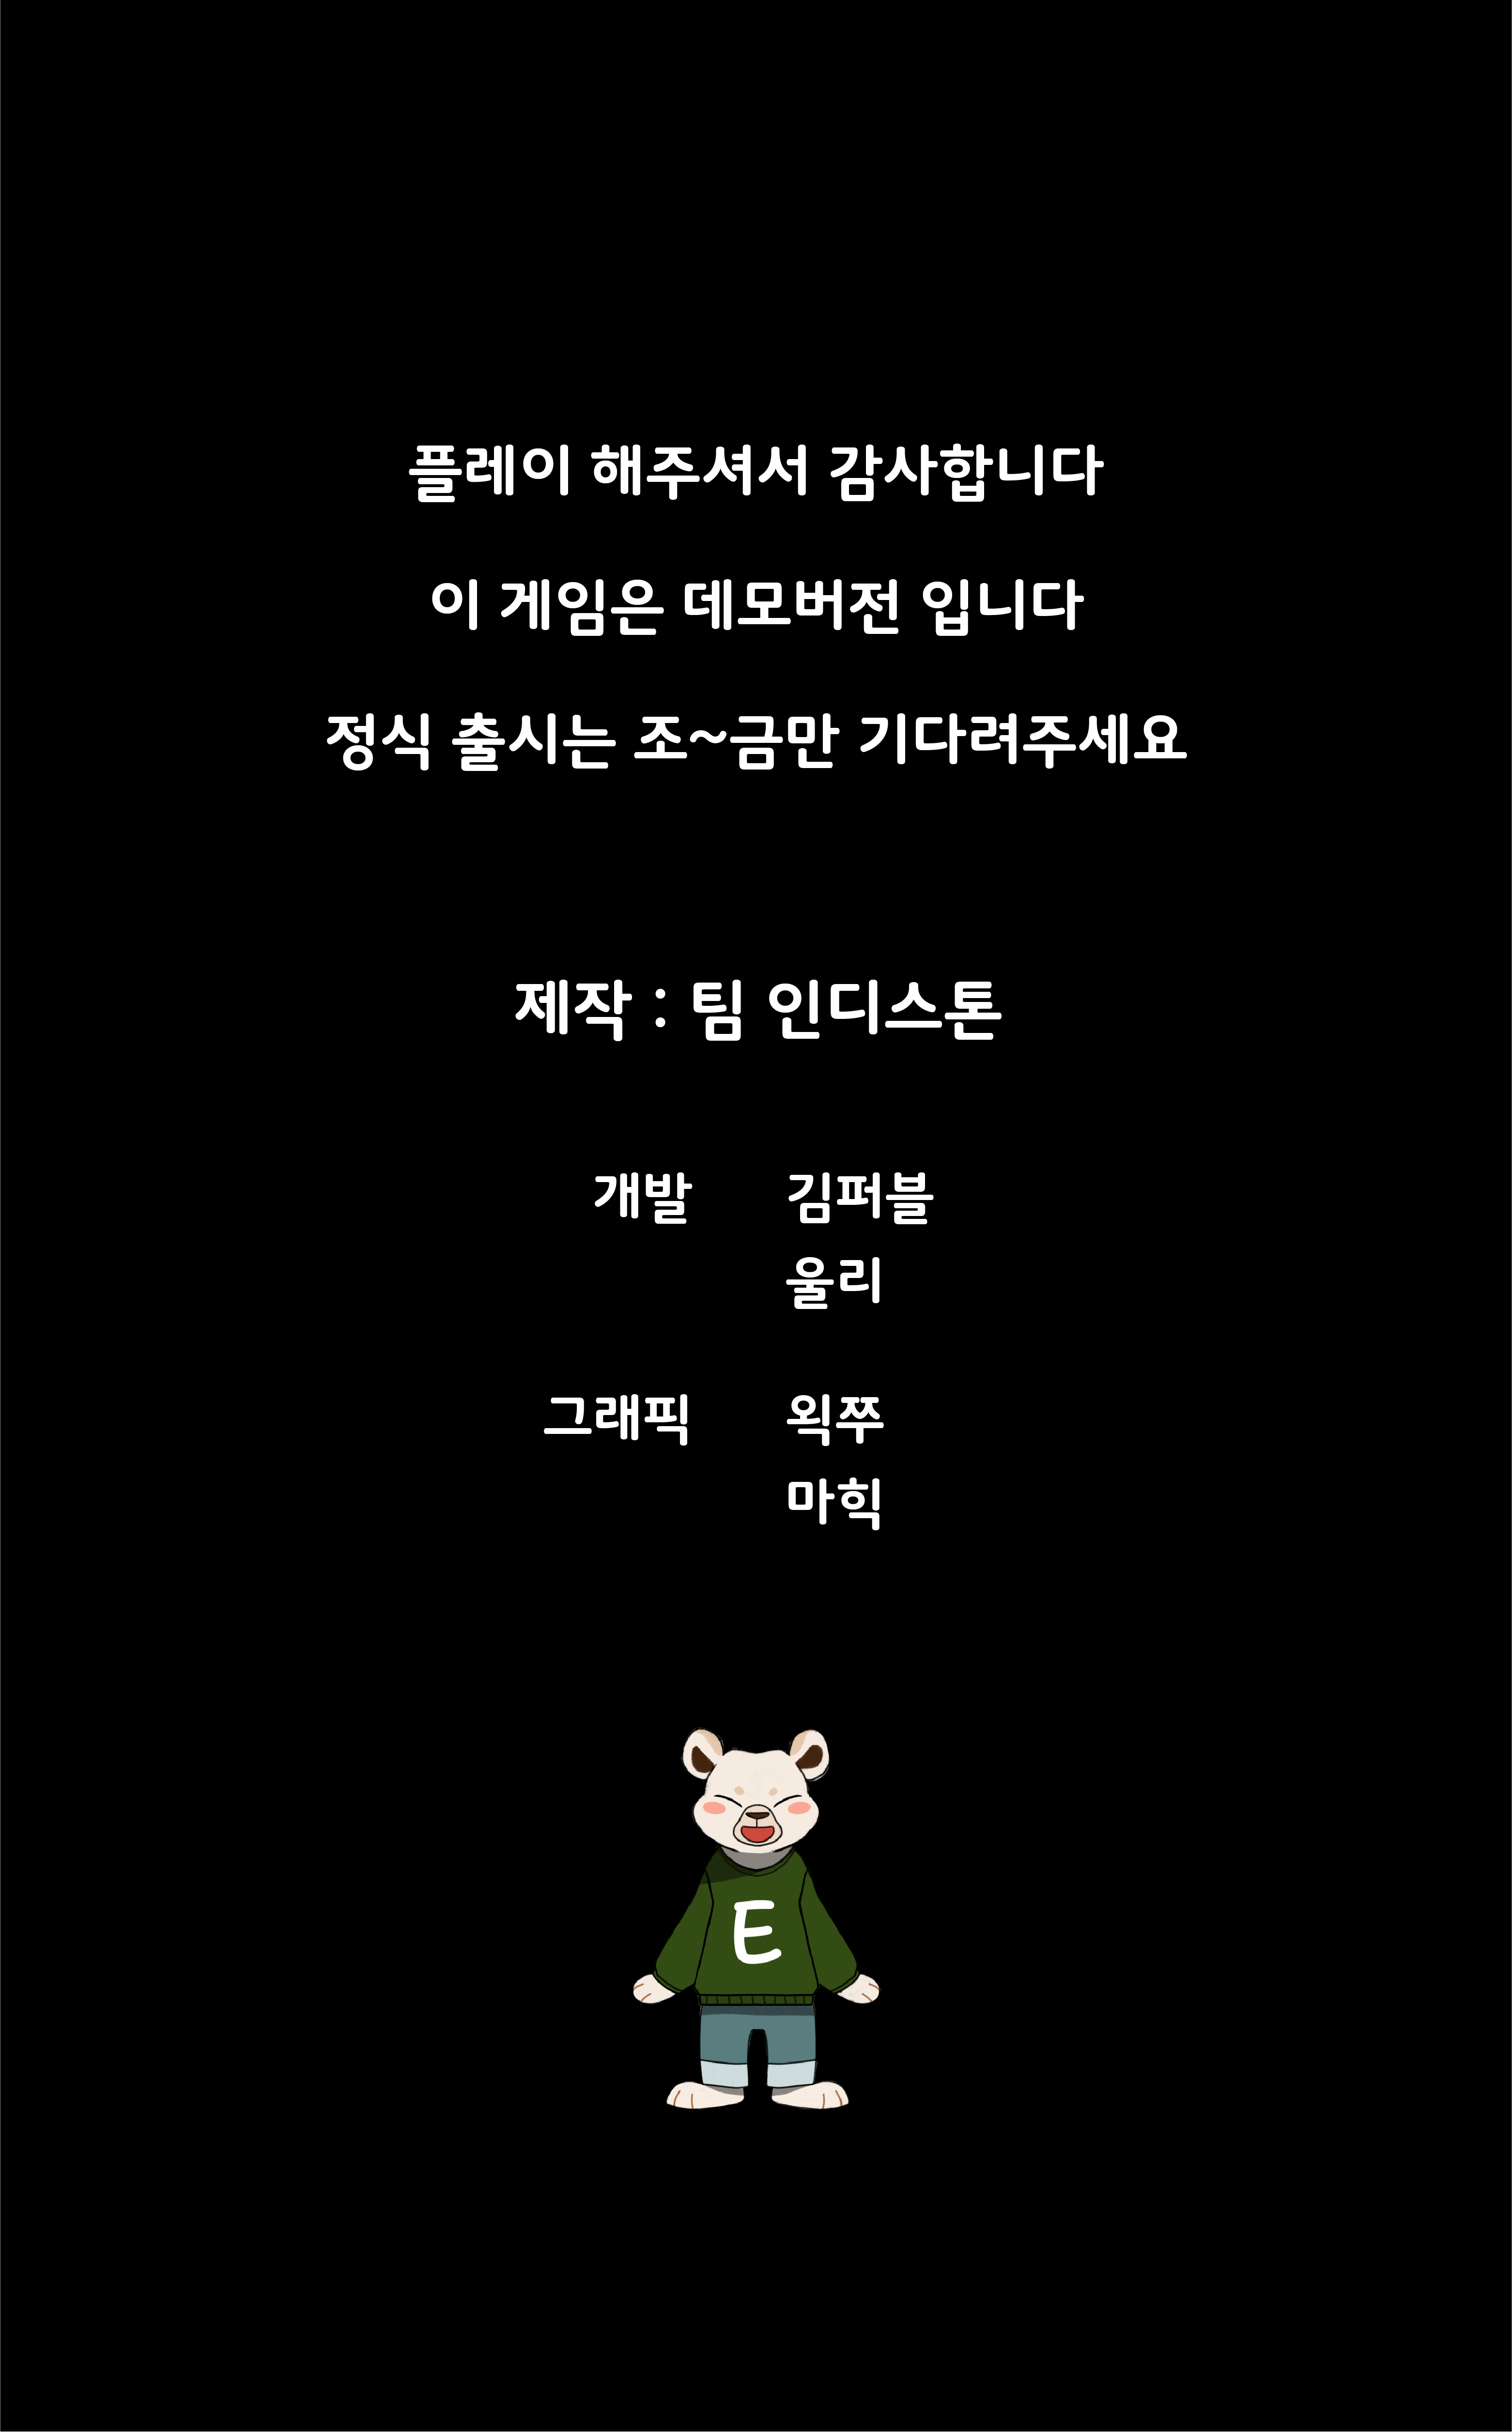 플레이 해주셔서 감사합니다
이 게임은 데모버전 입니다
정식 출시는 조~금만 기다려주세요
제작 : 팀 인디스톤
개발 김퍼블
울리
그래픽 왹쭈
마힉
E